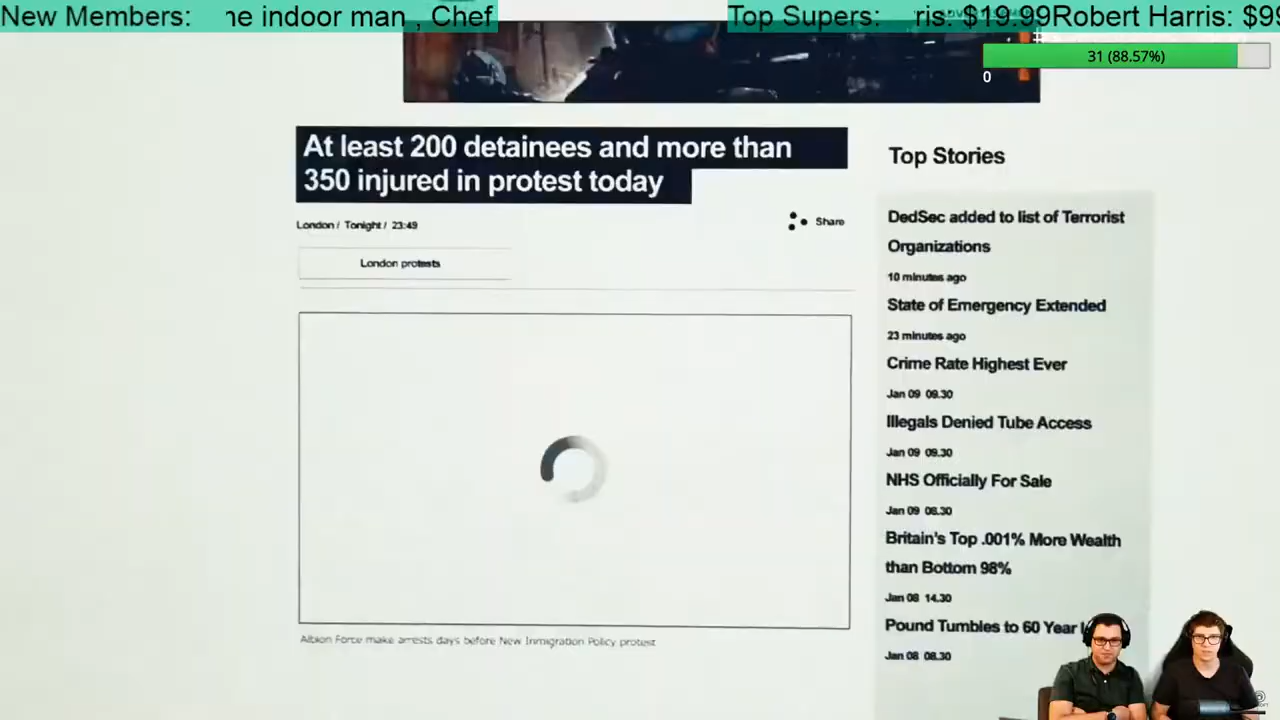 New Members: ne indoor man , Chef
Top Supers: ris: $19.99Robert Harris: $99
31 (88.57%)
0
At least 200 detainees and more than
350 injured in protest today
London / Tonight / 23:49
Share
London protests
Albion Force make arrests days before New Inmigration Policy protest
Top Stories
DedSec added to list of Terrorist
Organizations
10 minutes ago
State of Emergency Extended
23 minutes ago
Crime Rate Highest Ever
Jan 09 09.30
Illegals Denied Tube Access
Jan 09 09.30
NHS Officially For Sale
Jan 09 08.30
Britain's Top .001% More Wealth
than Bottom 98%
Jan 08 14.30
Pound Tumbles to 60 Year
Jan 08 08.30